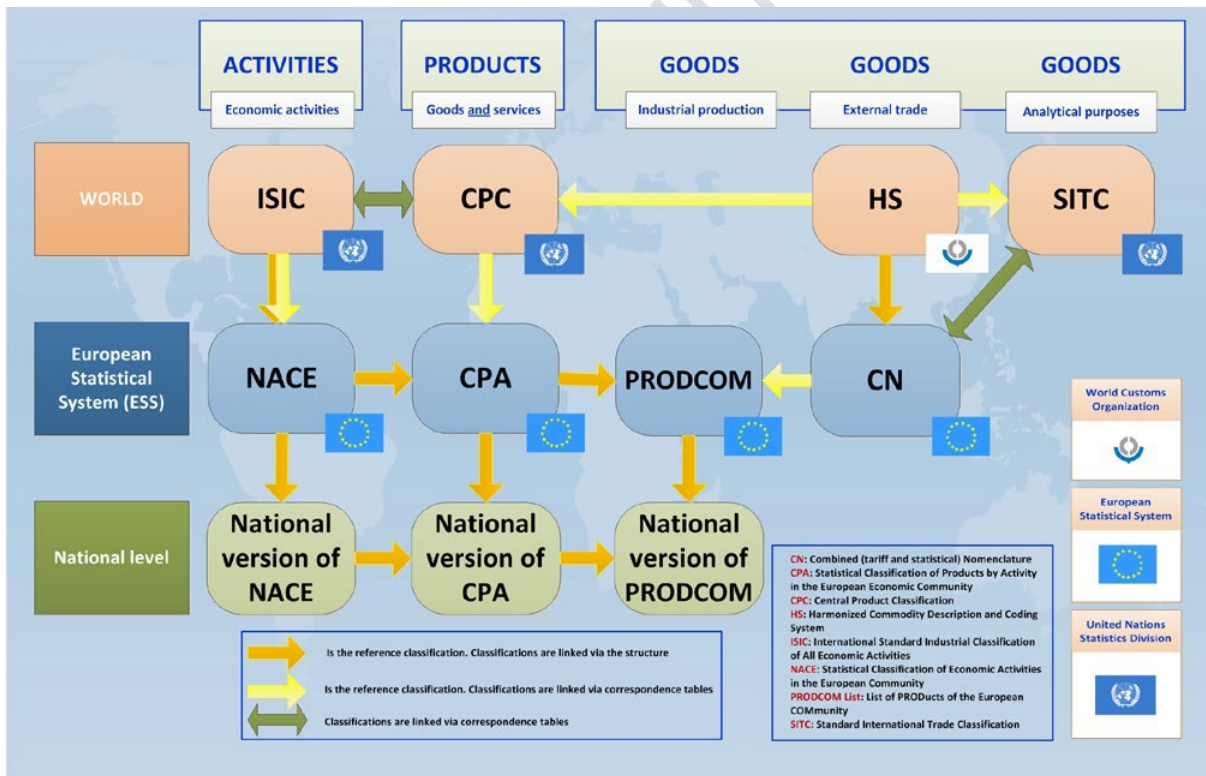 ACTIVITIES
Economic activities
PRODUCTS
Goods and services
GOODS
Industrial production
GOODS
External trade
GOODS
Analytical purposes
WORLD
ISIC
CPC
HS
SITC
European
Statistical
System (ESS)
NACE
CPA
PRODCOM
CN
National level
National
version of
NACE
National
version of
CPA
National
version of
PRODCOM
Is the reference classification. Classifications are linked via the structure
Is the reference classification. Classifications are linked via correspondence tables
Classifications are linked via correspondence tables
CN: Combined (tariff and statistical) Nomenclature
CPA: Statistical Classification of Products by Activity
in the European Economic Community
CPC: Central Product Classification
HS: Harmonized Commodity Description and Coding
System
ISIC: International Standard Industrial Classification
of All Economic Activities
NACE: Statistical Classification of Economic Activities
in the European Community
PRODCOM List: List of PRODucts of the European
COMmunity
SITC: Standard International Trade Classification
World Customs
Organization
European
Statistical System
United Nations
Statistics Division